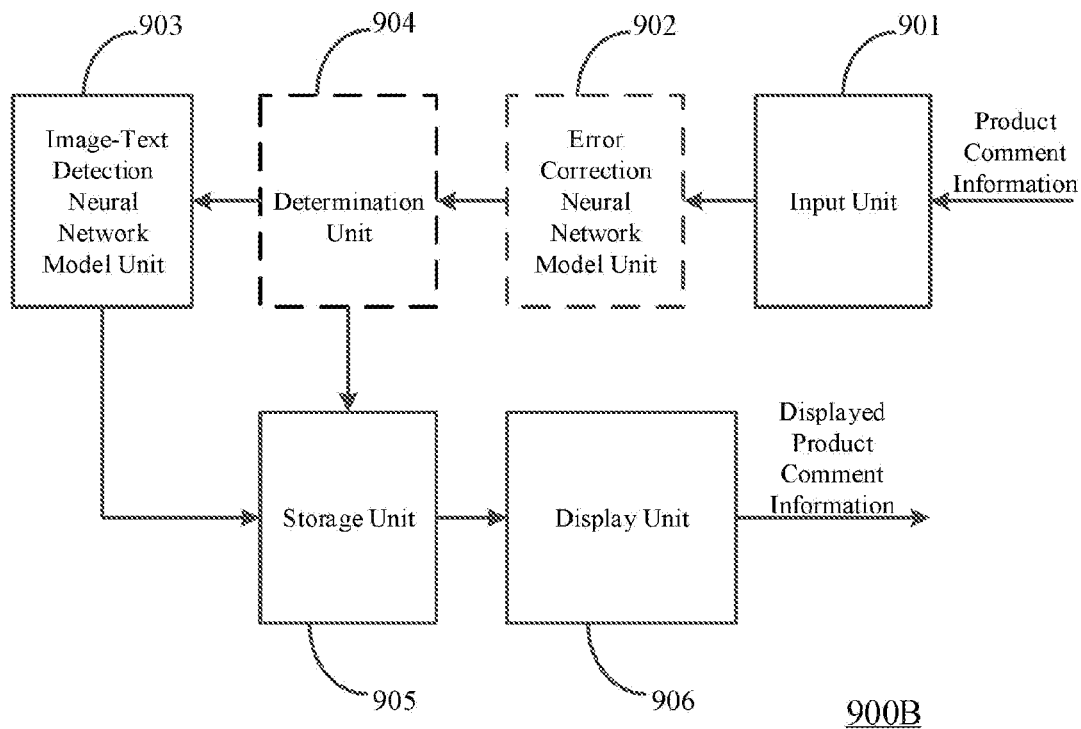 903
904
902
901
Image-Text
Detection
Neural
Network
Model Unit
Determination
Unit
Error
Correction
Neural
Network
Model Unit
Input Unit
Product
Comment
Information
Storage Unit
Display Unit
Displayed
Product
Comment
Information
905
906
900B